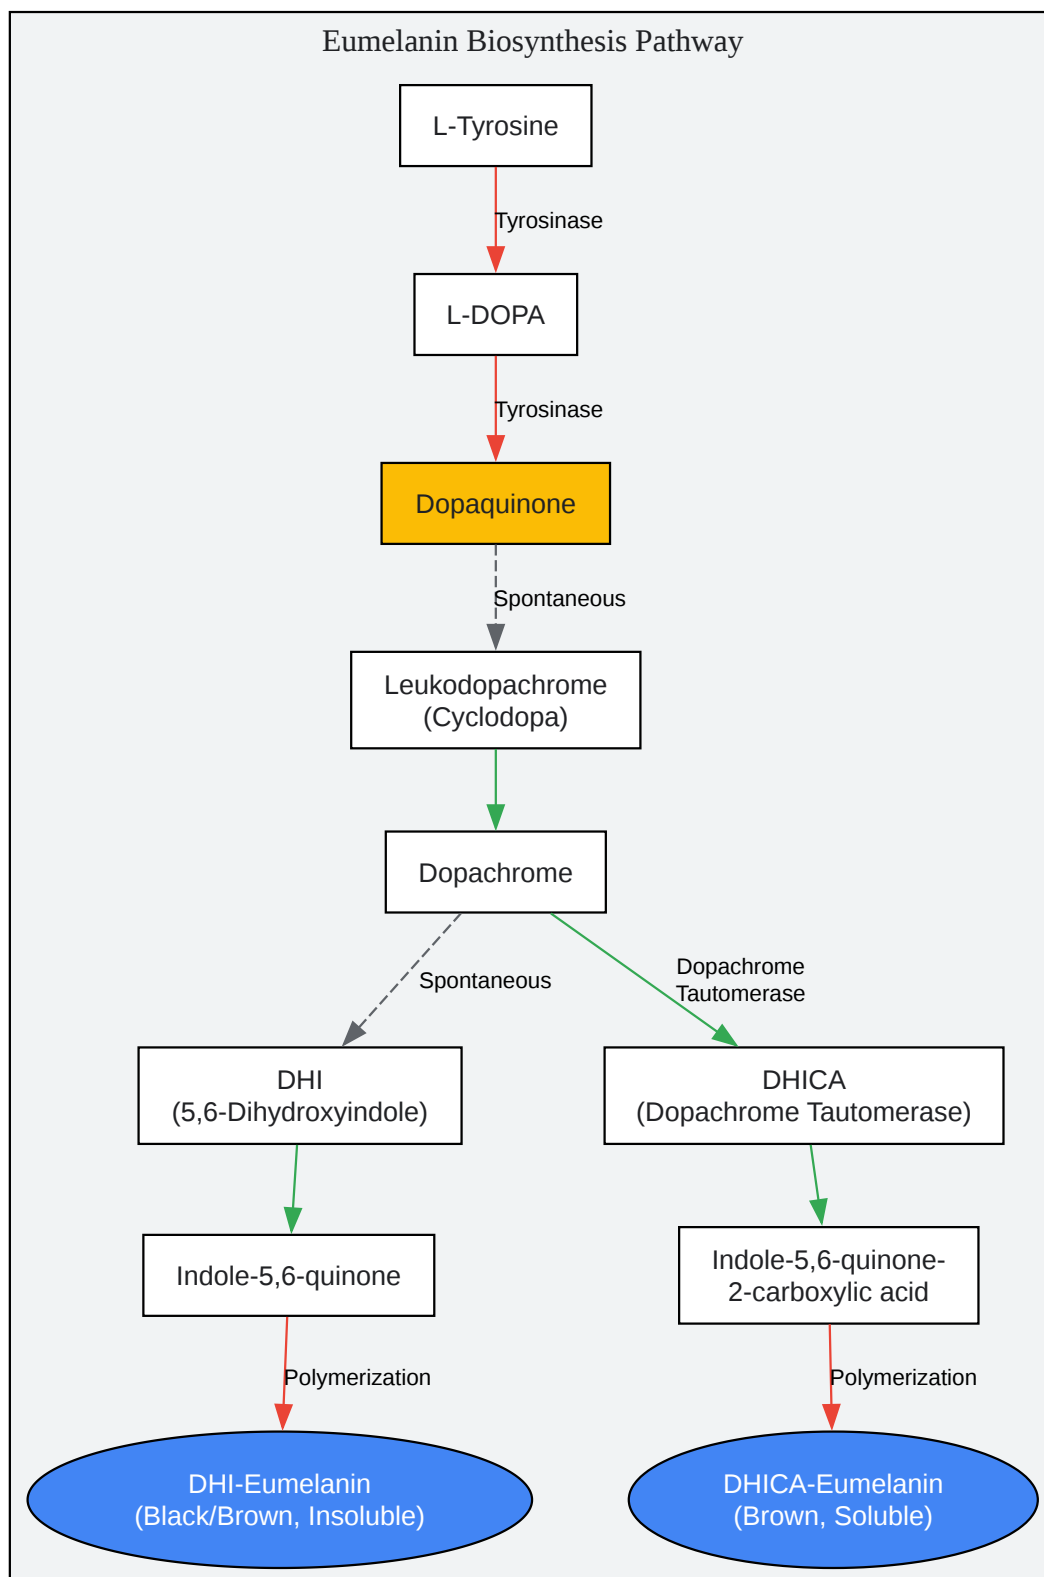 Eumelanin Biosynthesis Pathway
L-Tyrosine
Tyrosinase
L-DOPA
Tyrosinase
Dopaquinone
Spontaneous
Leukodopachrome
(Cyclodopa)
Dopachrome
Spontaneous
Dopachrome
Tautomerase
DHI
(5,6-Dihydroxyindole)
DHICA
(Dopachrome Tautomerase)
Indole-5,6-quinone
Indole-5,6-quinone-
2-carboxylic acid
Polymerization
Polymerization
DHI-Eumelanin
(Black/Brown, Insoluble)
DHICA-Eumelanin
(Brown, Soluble)